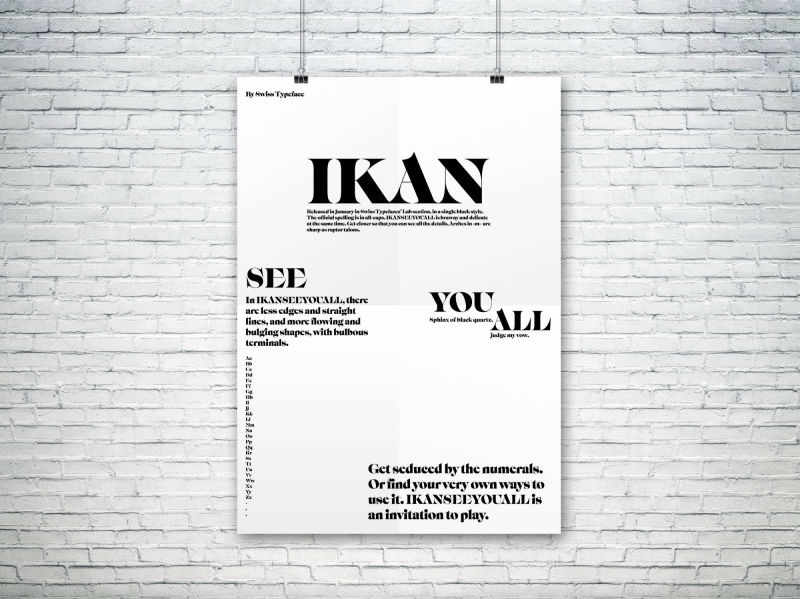 By Swiss Typeface
IKAN
Released in January in Swiss Typefaces' Lab section, in a single black style.
The official spelling is in all-caps. IKANSEEYOUALL is brawny and delicate
at the same time. Get closer so that you can see all the details. Arches in -m- are
sharp as raptor talons.
SEE
In IKANSEEYOUALL, there
are less edges and straight
lines, and more flowing and
bulging shapes, with bulbous
terminals.
YOU
Sphinx of black quartz,
ALL
judge my vow.
Aa
Bb
Cc
Dd
Ee
Ff
Gg
Hh
Ii
Jj
Kk
Ll
Mm
Nn
Oo
Pp
Qq
Rr
Ss
Tt
Uu
Vv
Ww
Xx
Yy
Zz
Get seduced by the numerals.
Or find your very own ways to
use it. IKANSEEYOUALL is
an invitation to play.